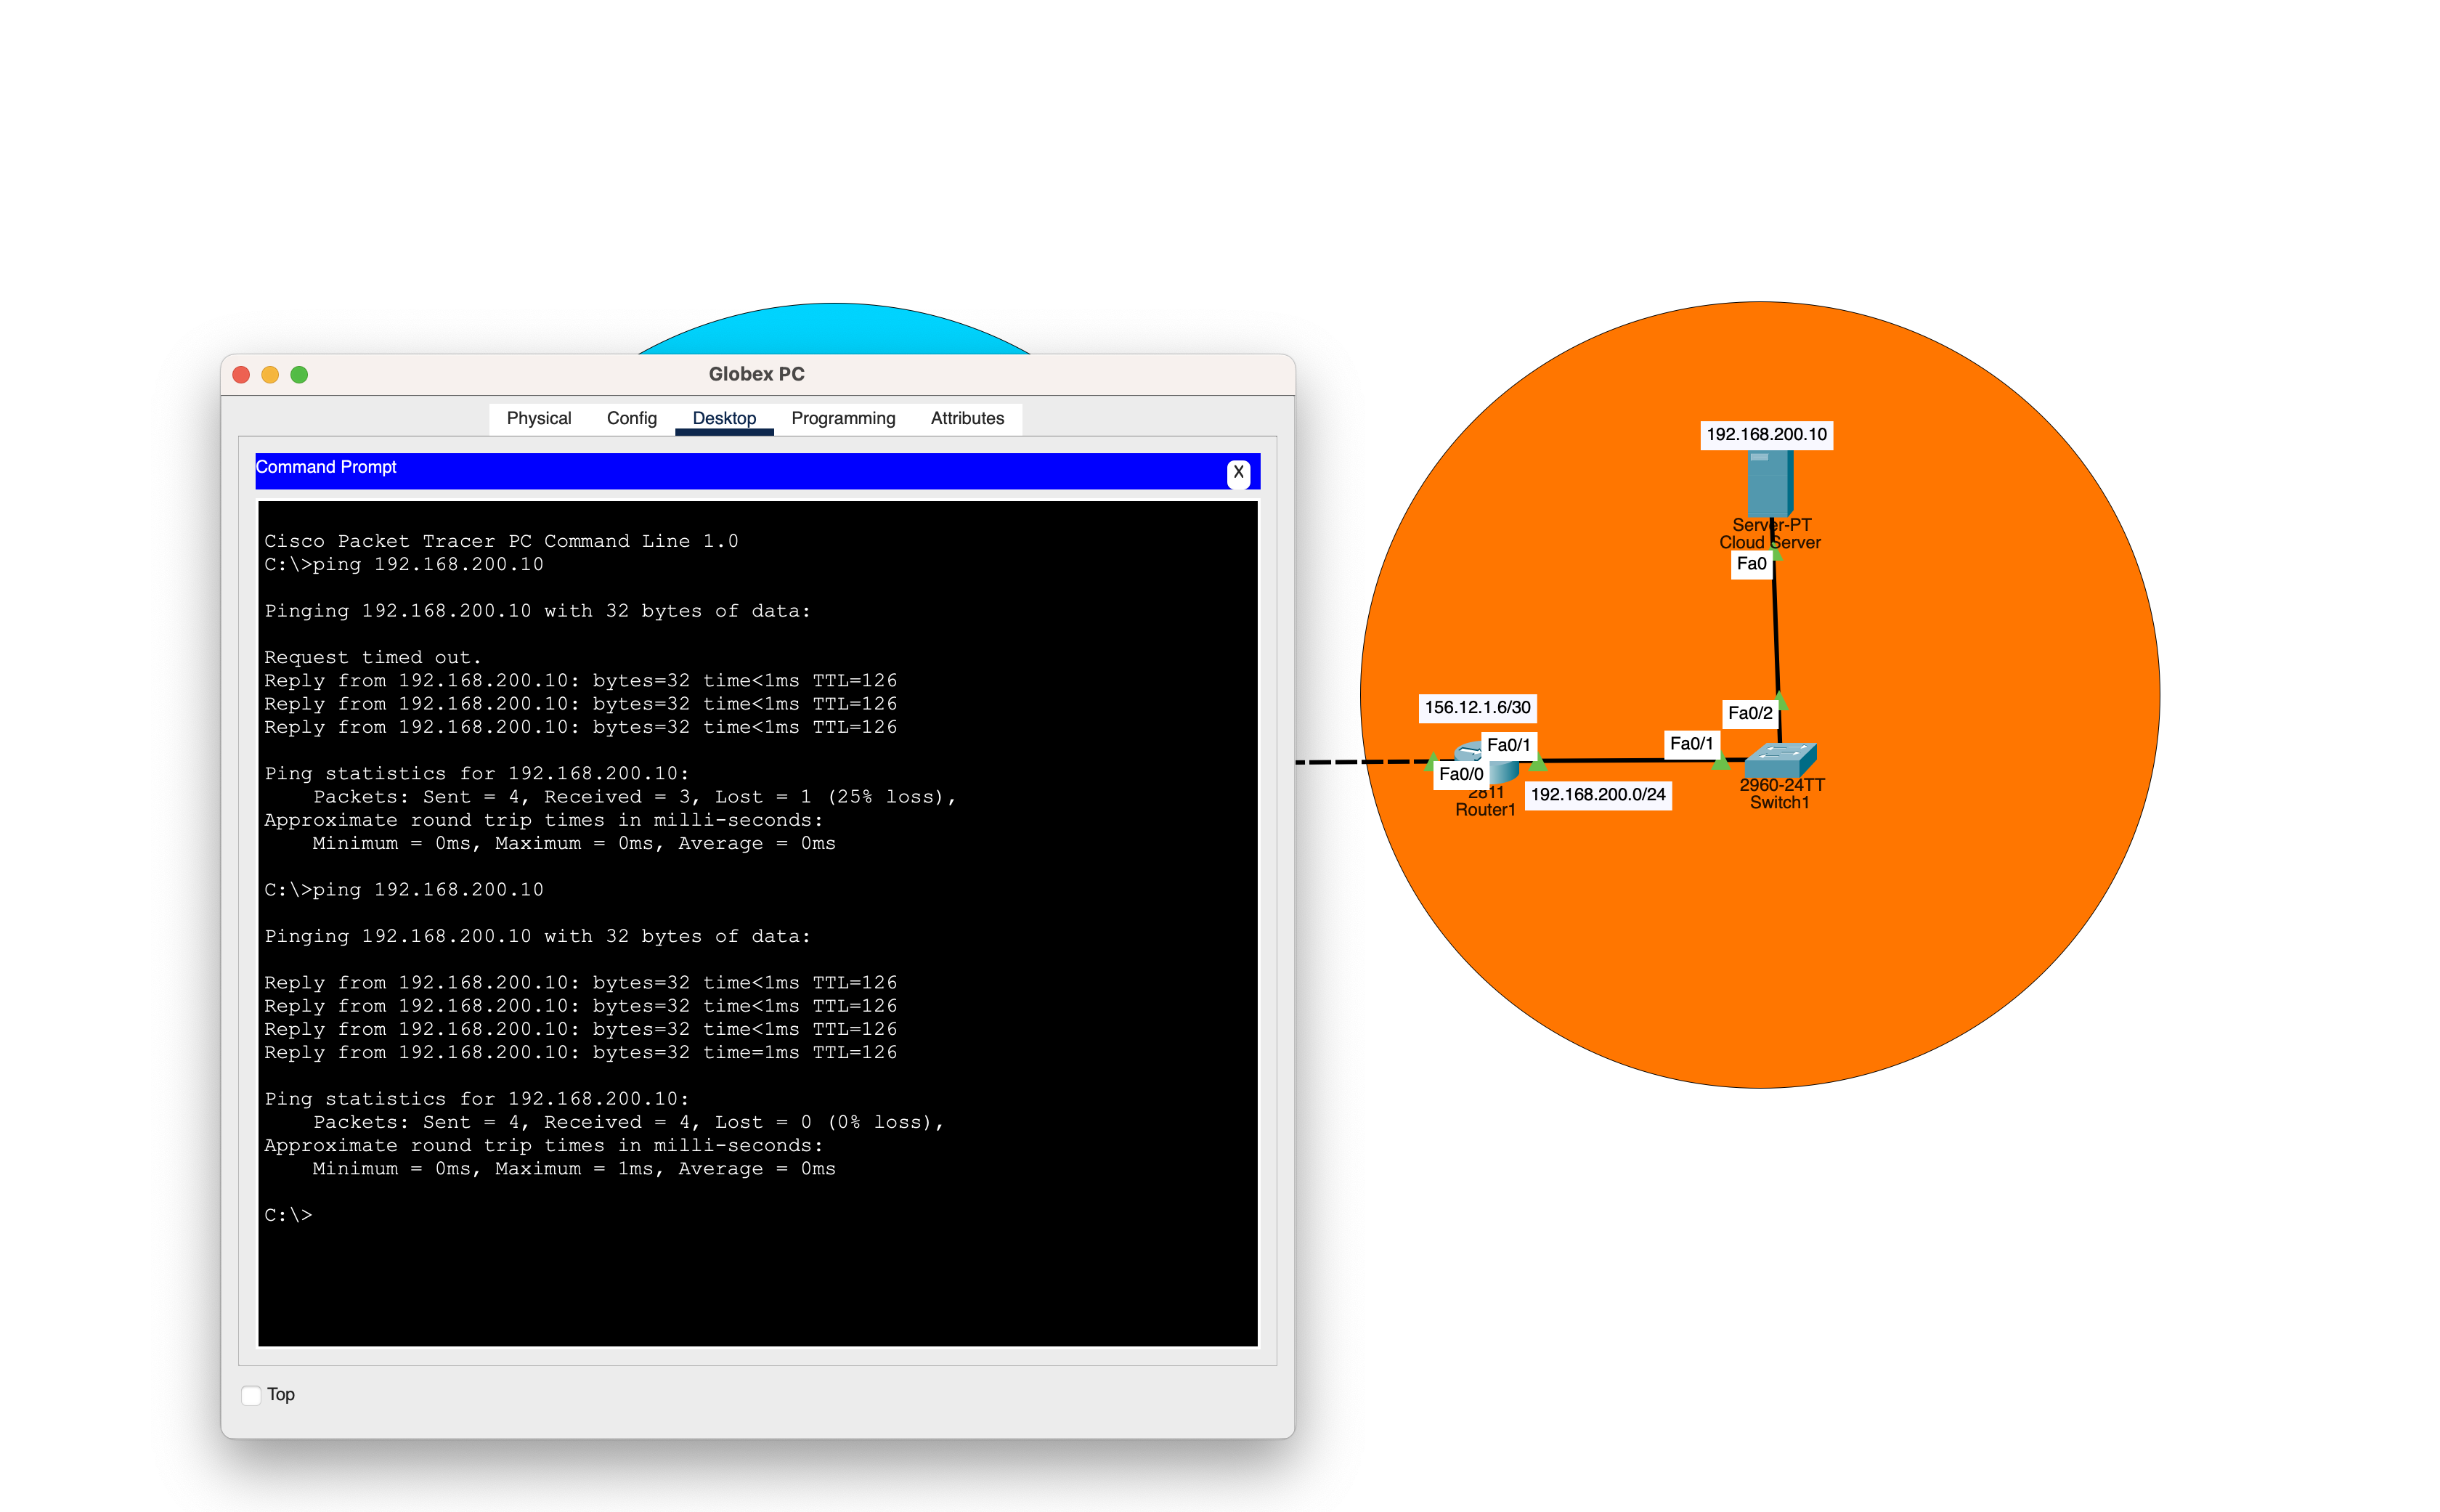 Globex PC
Physical Config Desktop Programming Attributes
Command Prompt
X
Cisco Packet Tracer PC Command Line 1.0
C:\>ping 192.168.200.10
Pinging 192.168.200.10 with 32 bytes of data:
Request timed out.
Reply from 192.168.200.10: bytes=32 time<1ms TTL=126
Reply from 192.168.200.10: bytes=32 time<1ms TTL=126
Reply from 192.168.200.10: bytes=32 time<1ms TTL=126
Ping statistics for 192.168.200.10:
Packets: Sent = 4, Received = 3, Lost = 1 (25% loss),
Approximate round trip times in milli-seconds:
Minimum = 0ms, Maximum = 0ms, Average = 0ms
C:\>ping 192.168.200.10
Pinging 192.168.200.10 with 32 bytes of data:
Reply from 192.168.200.10: bytes=32 time<1ms TTL=126
Reply from 192.168.200.10: bytes=32 time<1ms TTL=126
Reply from 192.168.200.10: bytes=32 time<1ms TTL=126
Reply from 192.168.200.10: bytes=32 time=1ms TTL=126
Ping statistics for 192.168.200.10:
Packets: Sent = 4, Received = 4, Lost = 0 (0% loss),
Approximate round trip times in milli-seconds:
Minimum = 0ms, Maximum = 1ms, Average = 0ms
C:\>
Top
192.168.200.10
Server-PT
Cloud Server
Fa0
156.12.1.6/30
Fa0/2
Fa0/1
Fa0/1
Fa0/0
2811
Router1
192.168.200.0/24
2960-24TT
Switch1